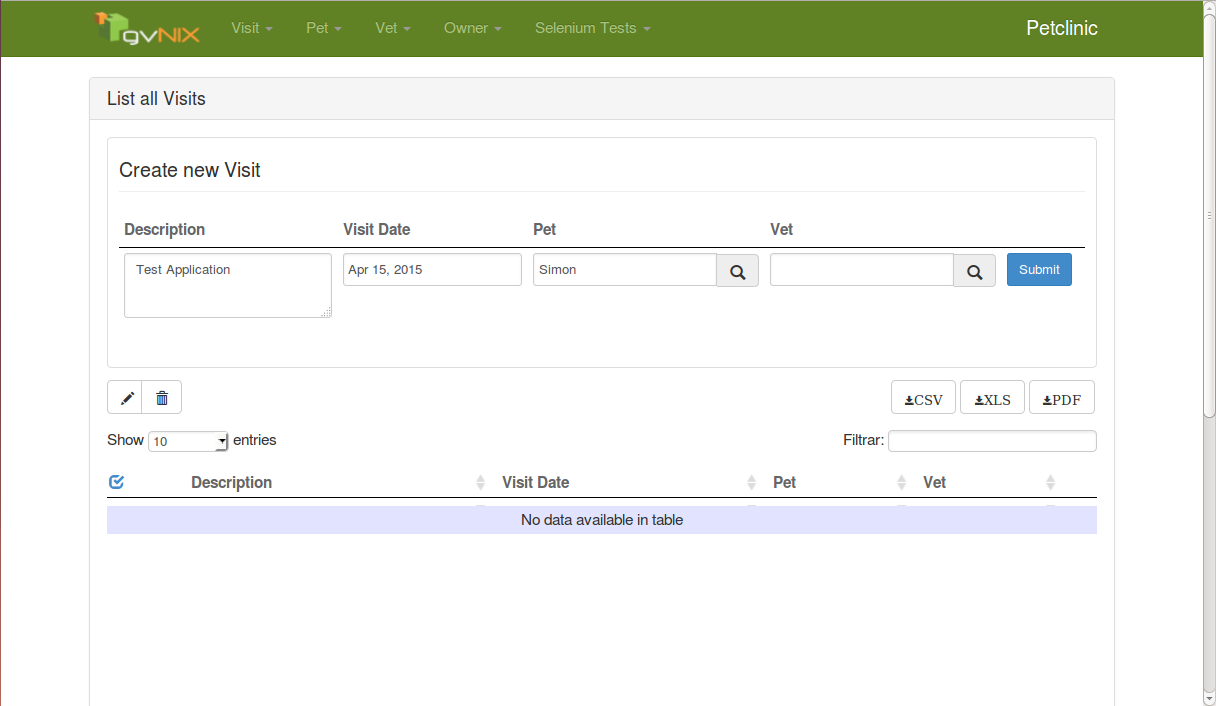 gvNIX Visit Pet Vet Owner Selenium Tests Petclinic
List all Visits
Create new Visit
Description Visit Date Pet Vet
Test Application Apr 15, 2015 Simon Submit
CSV XLS PDF
Show 10 entries Filtrar:
Description Visit Date Pet Vet
No data available in table